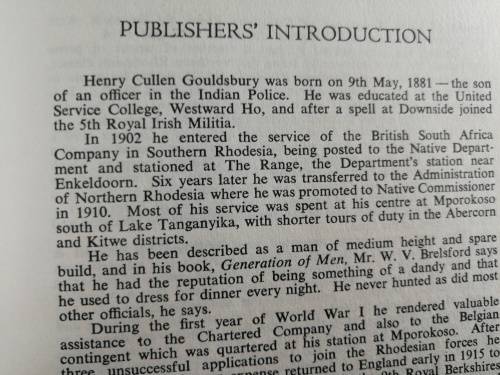 PUBLISHERS' INTRODUCTION
Henry Cullen Gouldsbury was born on 9th May, 1881 — the son
of an officer in the Indian Police. He was educated at the United
Service College, Westward Ho, and after a spell at Downside joined
the 5th Royal Irish Militia.
In 1902 he entered the service of the British South Africa
Company in Southern Rhodesia, being posted to the Native Depart-
ment and stationed at The Range, the Department's station near
Enkeldoorn. Six years later he was transferred to the Administration
of Northern Rhodesia where he was promoted to Native Commissioner
in 1910. Most of his service was spent at his centre at Mporokoso
south of Lake Tanganyika, with shorter tours of duty in the Abercorn
and Kitwe districts.
He has been described as a man of medium height and spare
build, and in his book, Generation of Men, Mr. W. V. Brelsford says
that he had the reputation of being something of a dandy and that
he used to dress for dinner every night. He never hunted as did most
other officials, he says.
During the first year of World War I he rendered valuable
assistance to the Chartered Company and also to the Belgian
contingent which was quartered at his station at Mporokoso. After
three unsuccessful applications to join the Rhodesian forces he
returned to England early in 1915 to
Royal Berkshires